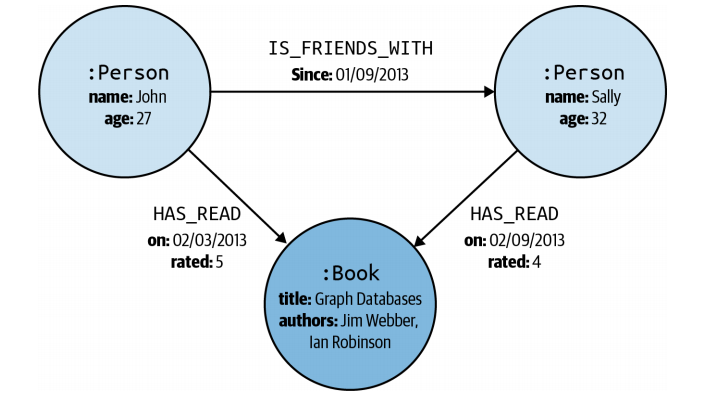 :Person
name: John
age: 27
IS_FRIENDS_WITH
Since: 01/09/2013
:Person
name: Sally
age: 32
HAS_READ
on: 02/03/2013
rated: 5
HAS_READ
on: 02/09/2013
rated: 4
:Book
title: Graph Databases
authors: Jim Webber,
Ian Robinson